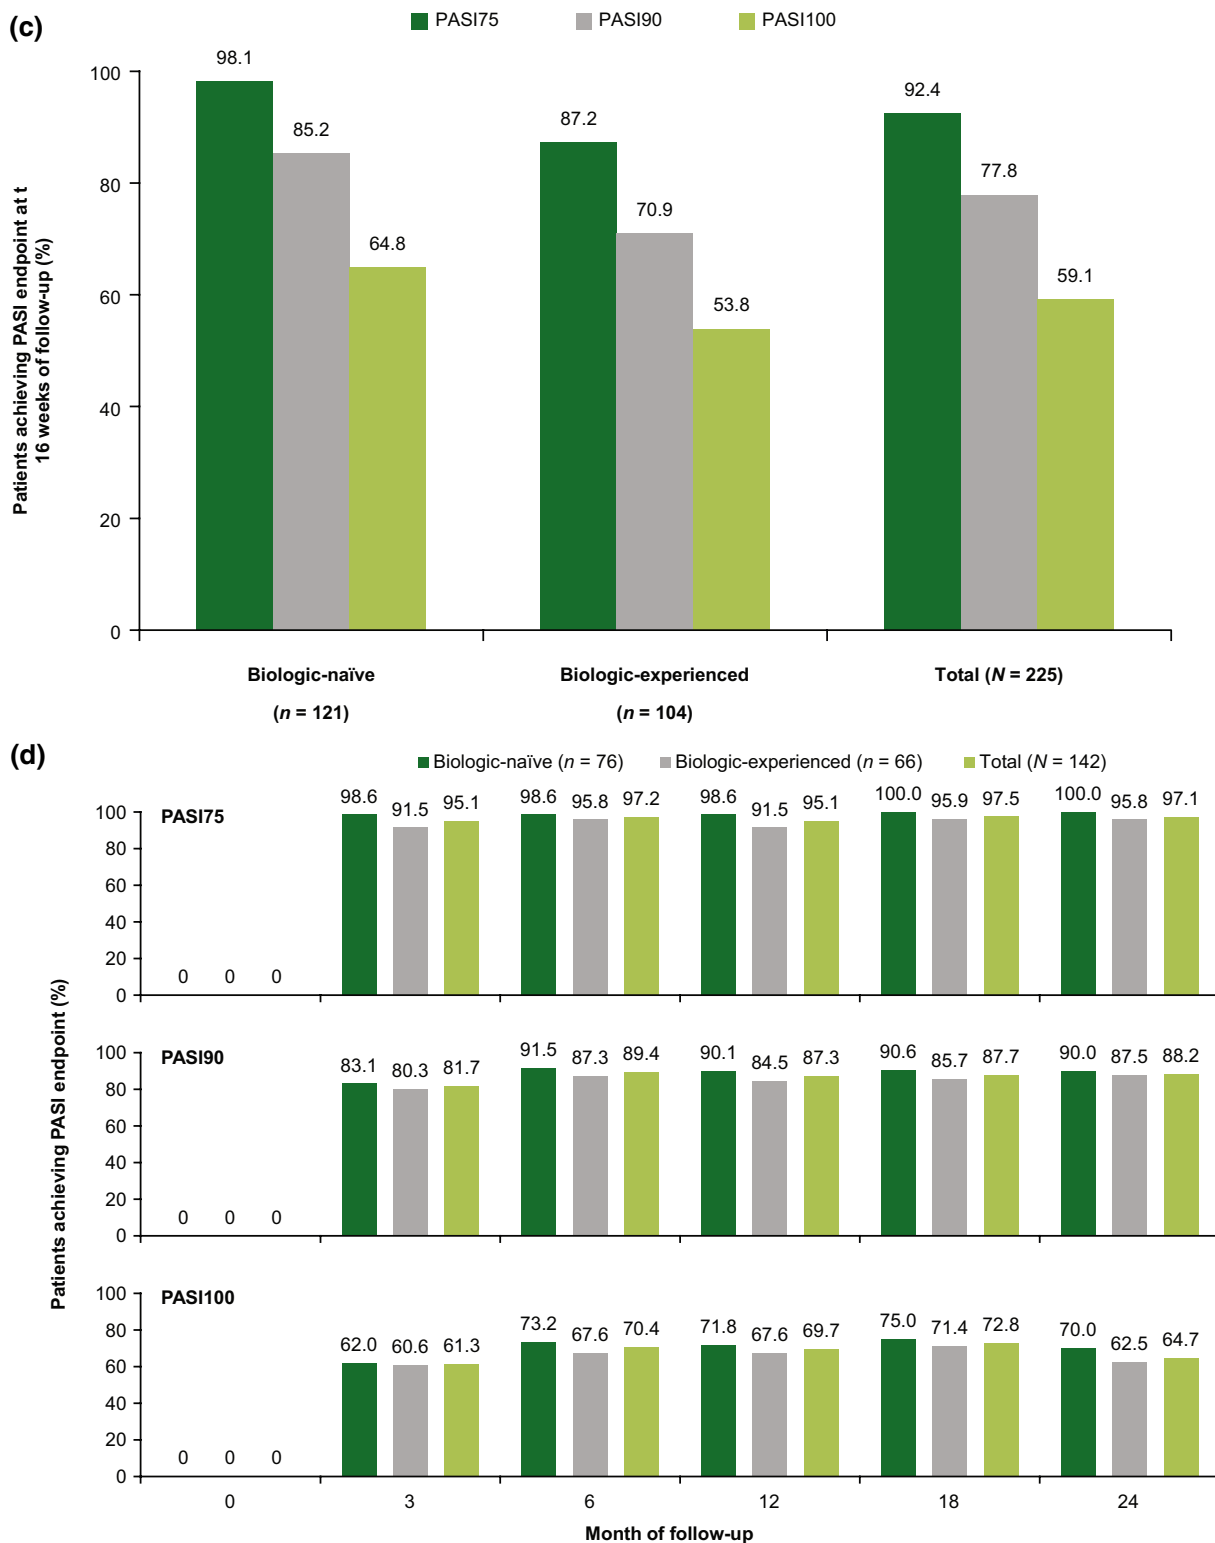 (c)
PASI75 PASI90 PASI100
Patients achieving PASI endpoint at t
16 weeks of follow-up (%)
100
80
60
40
20
0
98.1
85.2
64.8
87.2
70.9
53.8
92.4
77.8
59.1
Biologic-naïve
(n = 121)
Biologic-experienced
(n = 104)
Total (N = 225)
(d)
Biologic-naïve (n = 76) Biologic-experienced (n = 66) Total (N = 142)
Patients achieving PASI endpoint (%)
PASI75
100
80
60
40
20
0
0 0 0
98.6 91.5 95.1
98.6 95.8 97.2
98.6 91.5 95.1
100.0 95.9 97.5
100.0 95.8 97.1
PASI90
100
80
60
40
20
0
0 0 0
83.1 80.3 81.7
91.5 87.3 89.4
90.1 84.5 87.3
90.6 85.7 87.7
90.0 87.5 88.2
PASI100
100
80
60
40
20
0
0 0 0
62.0 60.6 61.3
73.2 67.6 70.4
71.8 67.6 69.7
75.0 71.4 72.8
70.0 62.5 64.7
0 3 6 12 18 24
Month of follow-up